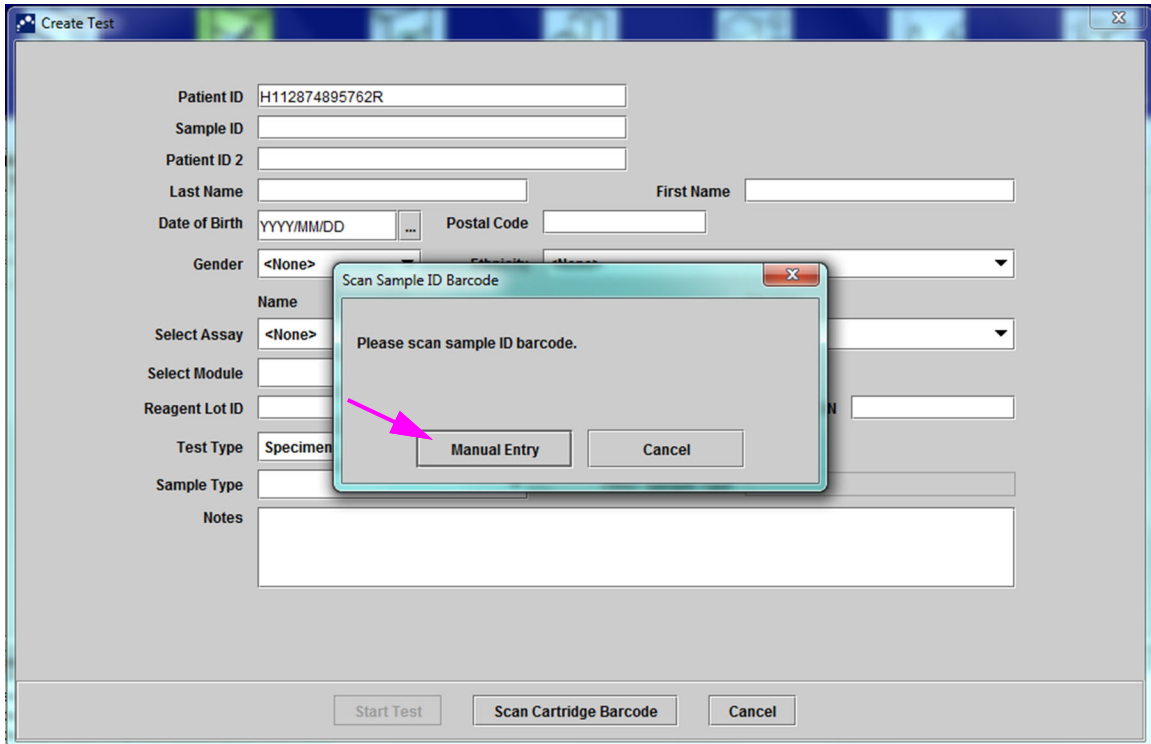 Create Test
Patient ID H112874895762R
Sample ID
Patient ID 2
Last Name First Name
Date of Birth YYYY/MM/DD ... Postal Code
Gender <None>
Scan Sample ID Barcode
Name
Select Assay <None>
Please scan sample ID barcode.
Select Module
Reagent Lot ID N
Test Type Specimen
Manual Entry Cancel
Sample Type
Notes
Start Test Scan Cartridge Barcode Cancel